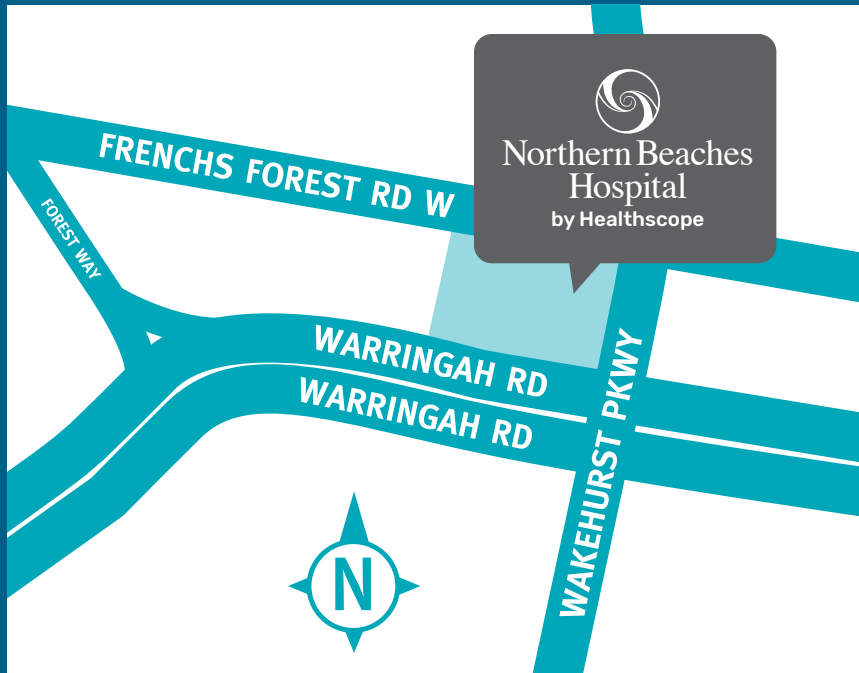 Northern Beaches
Hospital
by Healthscope
FRENCHS FOREST RD W
FOREST WAY
WARRINGAH RD
WARRINGAH RD
WAKEHURST PKWY
N